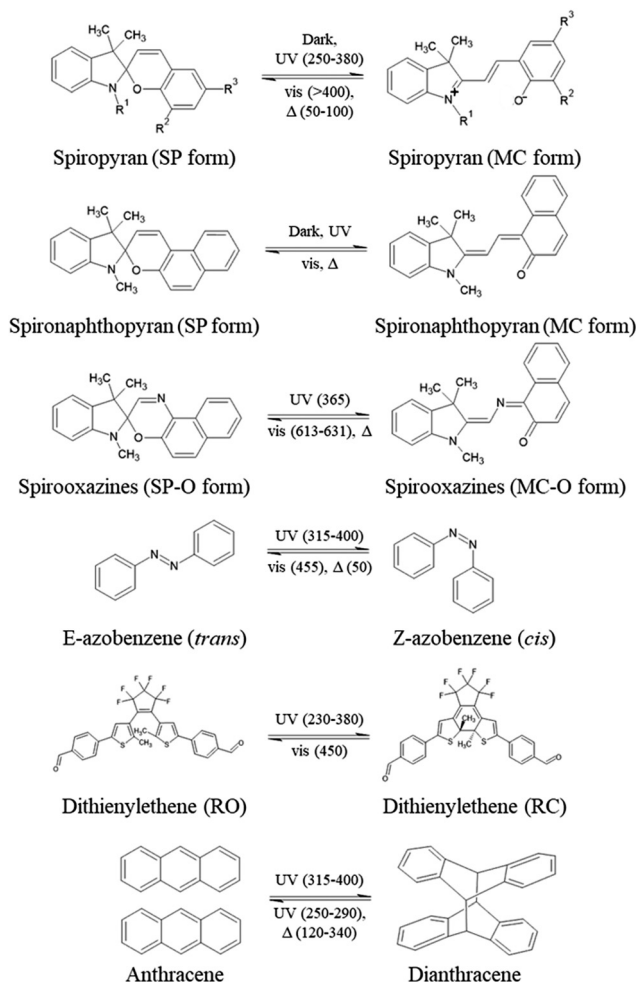 H₃C CH₃
N O R³
R¹
R²
Dark,
UV (250-380)
vis (>400),
Δ (50-100)
R³
H₃C CH₃
N + O⁻ R²
R¹
Spiropyran (SP form)
Spiropyran (MC form)
H₃C CH₃
N O
CH₃
Dark, UV
vis, Δ
H₃C CH₃
N O
CH₃
Spironaphthopyran (SP form)
Spironaphthopyran (MC form)
H₃C CH₃
N
N O
CH₃
UV (365)
vis (613-631), Δ
H₃C CH₃
N
N O
CH₃
Spirooxazines (SP-O form)
Spirooxazines (MC-O form)
N
N
UV (315-400)
vis (455), Δ (50)
N
N
E-azobenzene (trans)
Z-azobenzene (cis)
F F
F F
F F
H₃C
S CH₃ S
O O
UV (230-380)
vis (450)
F F
F F
F F
CH₃
S H₃C S
O O
Dithienylethene (RO)
Dithienylethene (RC)
UV (315-400)
UV (250-290),
Δ (120-340)
Anthracene
Dianthracene